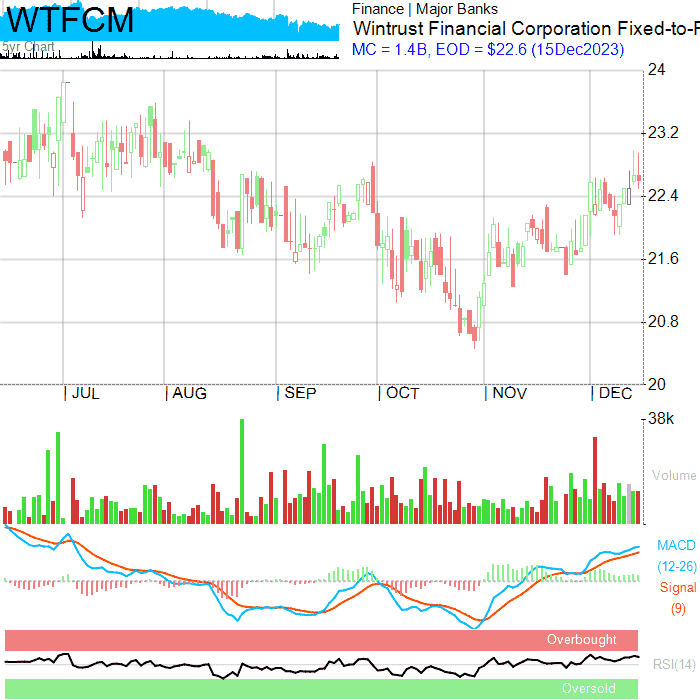 WTFCM
5yr Chart
Finance | Major Banks
Wintrust Financial Corporation Fixed-to-F
MC = 1.4B, EOD = $22.6 (15Dec2023)
24
23.2
22.4
21.6
20.8
20
JUL
AUG
SEP
OCT
NOV
DEC
38k
Volume
MACD
(12-26)
Signal
(9)
Overbought
RSI(14)
Oversold